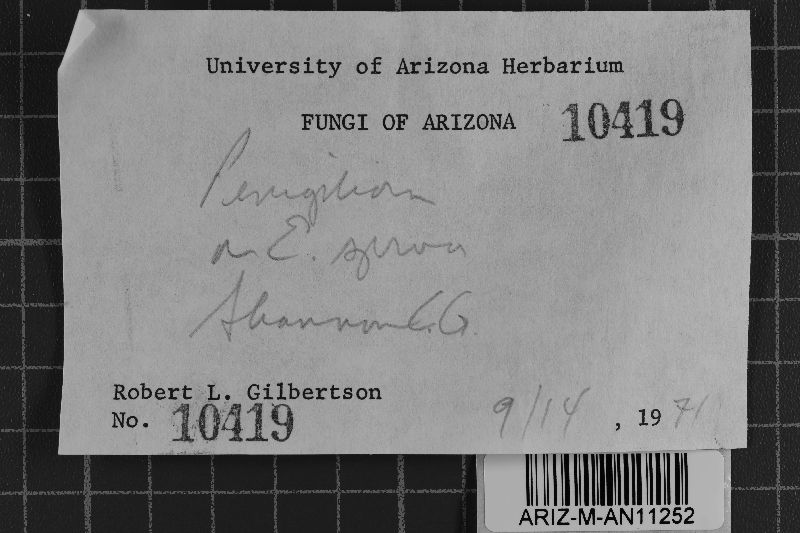 University of Arizona Herbarium
FUNGI OF ARIZONA 10419
on E. spruce
Shannon C.G.
Robert L. Gilbertson
No. 10419
9/14, 1971
ARIZ-M-AN11252